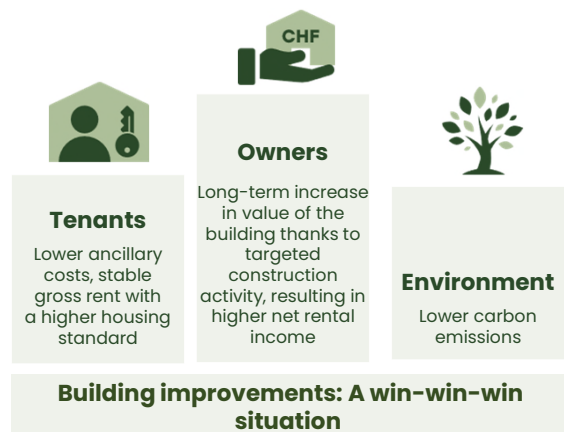 CHF
Tenants
Lower ancillary
costs, stable
gross rent with
a higher housing
standard
Owners
Long-term increase
in value of the
building thanks to
targeted
construction
activity, resulting in
higher net rental
income
Environment
Lower carbon
emissions
Building improvements: A win-win-win
situation